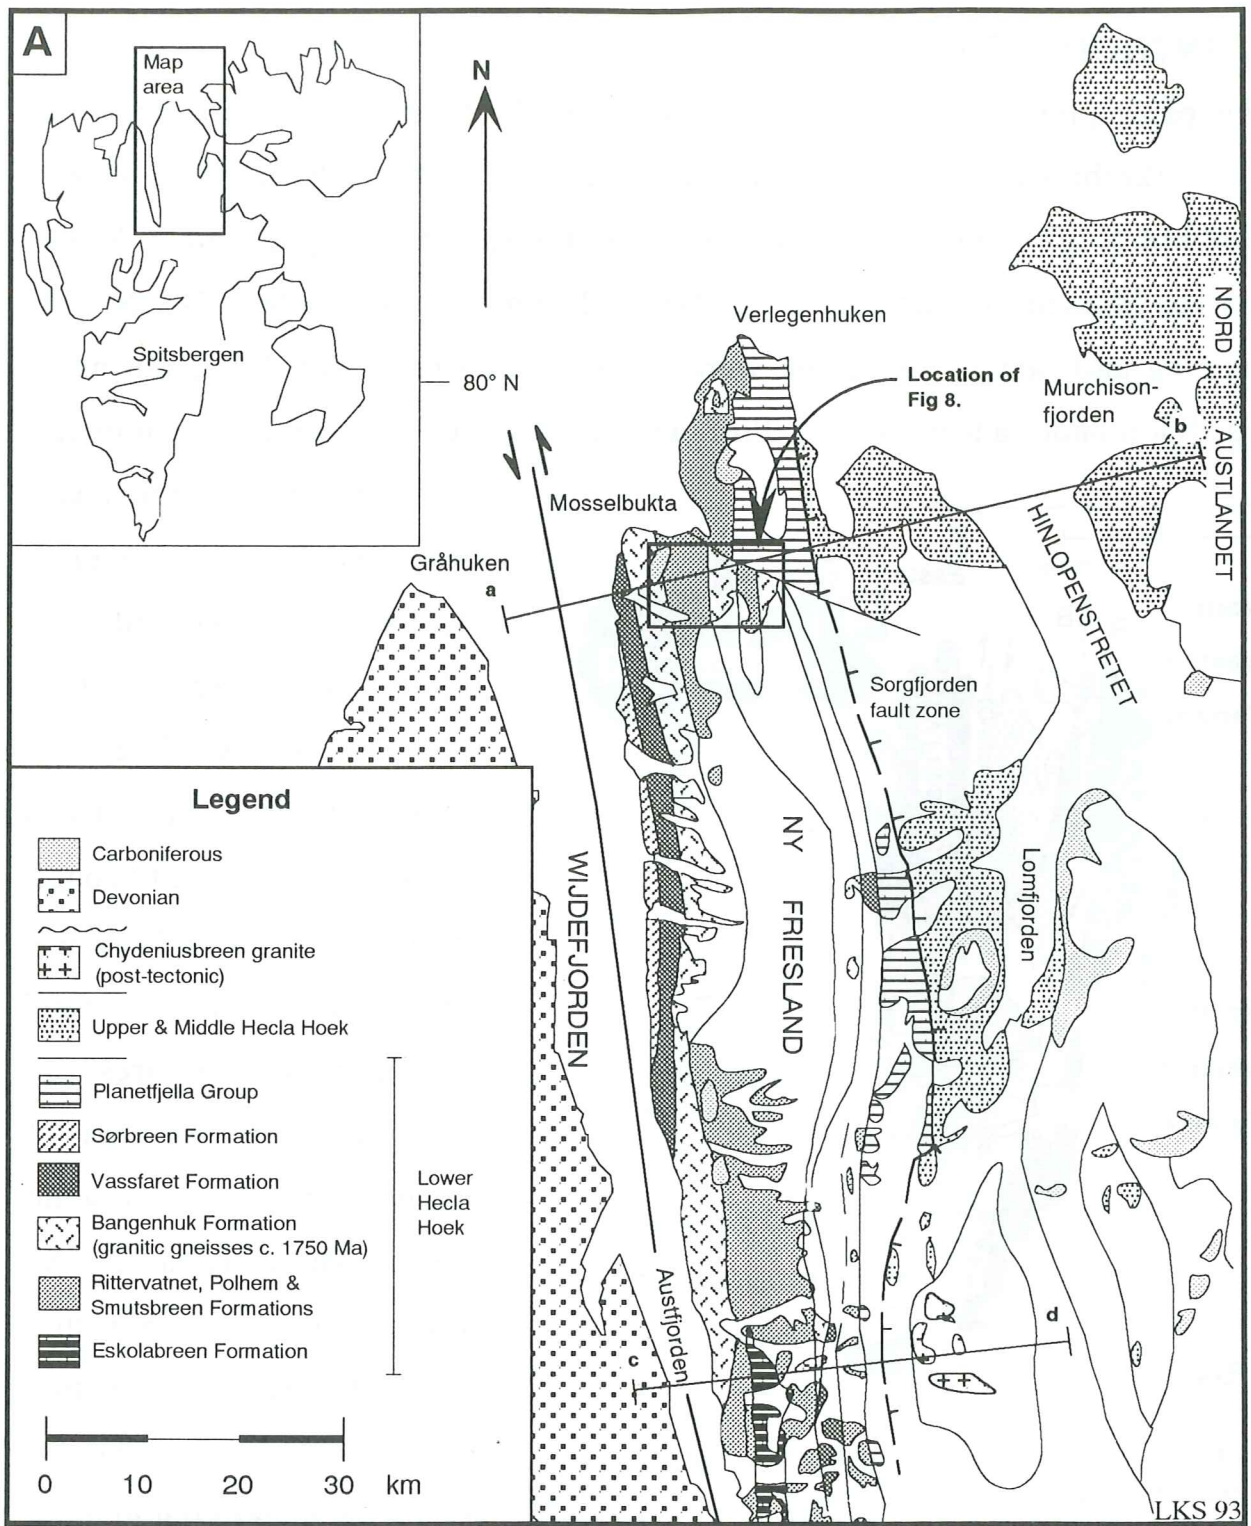 A
Map
area
Spitsbergen
N
80° N
Verlegenhuken
Location of
Fig 8.
Murchison-
fjorden
b
NORD
AUSTLANDET
Mosselbukta
HINLOPENSTRETET
Gråhuken
a
Sorgfjorden
fault zone
Legend
Carboniferous
Devonian
Chydeniusbreen granite
(post-tectonic)
Upper & Middle Hecla Hoek
Planetfjella Group
Sørbreen Formation
Vassfaret Formation
Bangenhuk Formation
(granitic gneisses c. 1750 Ma)
Rittervatnet, Polhem &
Smutsbreen Formations
Eskolabreen Formation
Lower
Hecla
Hoek
0 10 20 30 km
WIJDEFJORDEN
NY FRIESLAND
Lomfjorden
Austfjorden
c
d
LKS 93